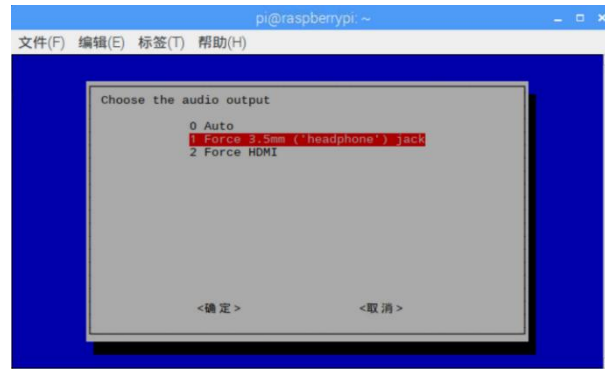 pi@raspberrypi: ~
文件(F) 编辑(E) 标签(T) 帮助(H)
Choose the audio output
0 Auto
1 Force 3.5mm ('headphone') jack
2 Force HDMI
<确定> <取消>